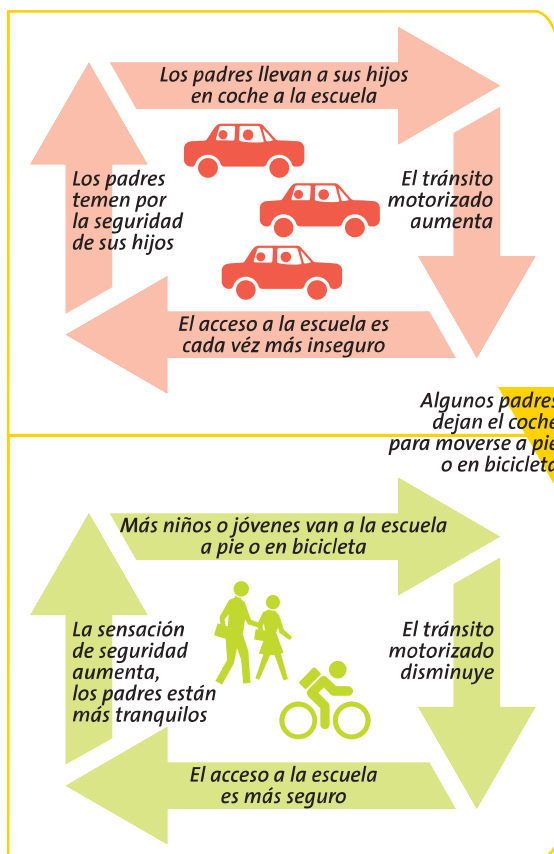 Los padres llevan a sus hijos
en coche a la escuela
Los padres
temen por
la seguridad
de sus hijos
El tránsito
motorizado
aumenta
El acceso a la escuela es
cada véz más inseguro
Algunos padres
dejan el coche
para moverse a pie
o en bicicleta
Más niños o jóvenes van a la escuela
a pie o en bicicleta
La sensación
de seguridad
aumenta,
los padres están
más tranquilos
El tránsito
motorizado
disminuye
El acceso a la escuela
es más seguro